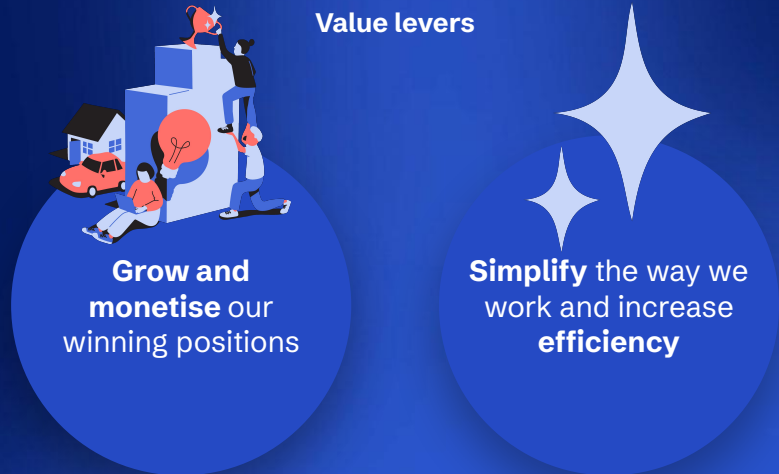 Value levers
Grow and
monetise our
winning positions
Simplify the way we
work and increase
efficiency